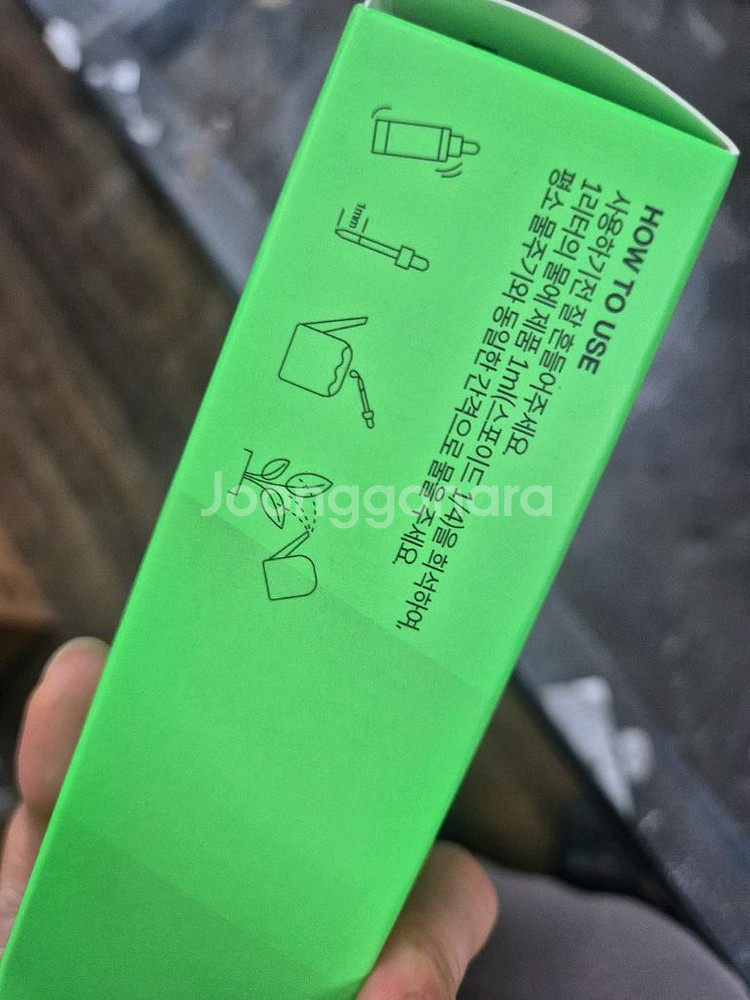 HOW TO USE
사용하기전 잘 흔들어주세요.
1리터의 물에 제품 1ml(스포이드 1/4)을 희석하여,
평소 물주기와 동일한 간격으로 물을 주세요.
1mm
Joonggonara